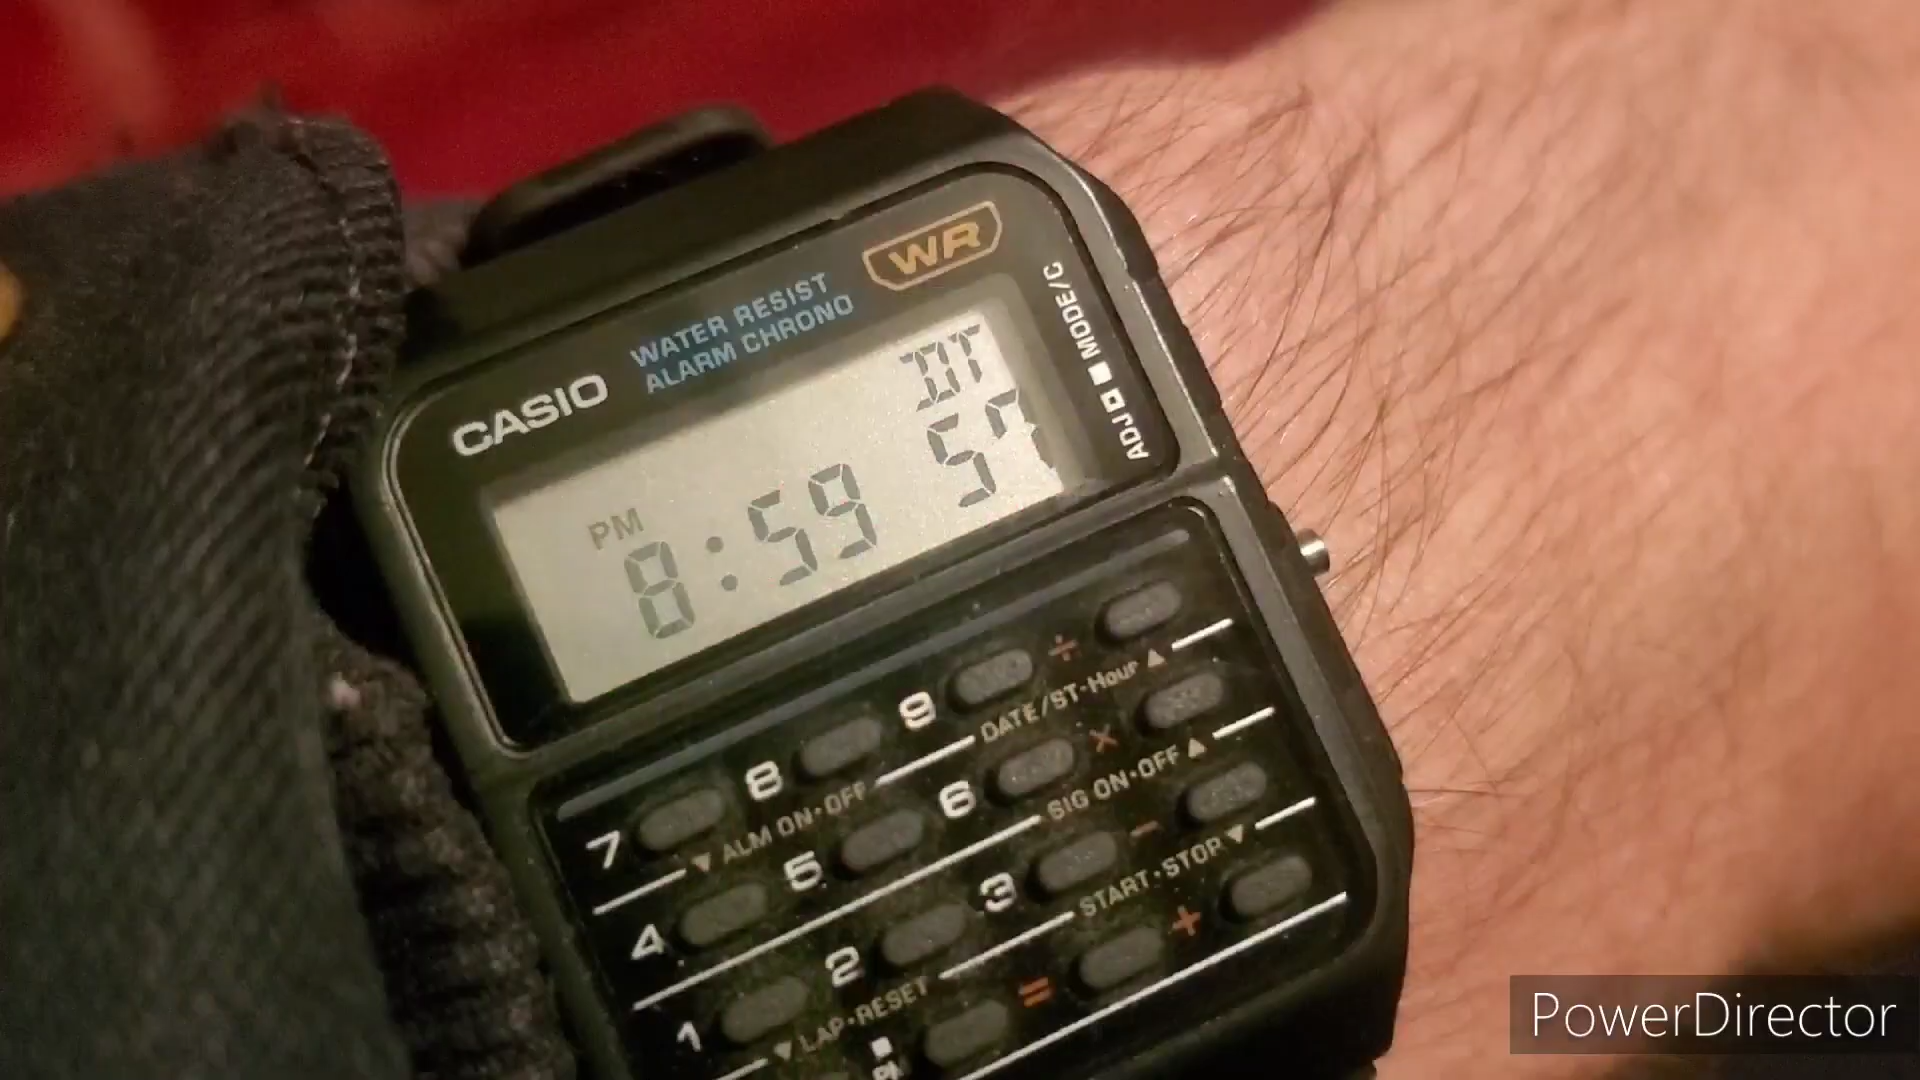 WR
WATER RESIST
ALARM CHRONO
CASIO
MODE/C
ADJ
DT
PM
8:59 57
7 8 9 ÷
ALM ON·OFF DATE/ST·Hour
4 5 6 ×
SIG ON·OFF
1 2 3 −
LAP·RESET START·STOP
= +
PowerDirector